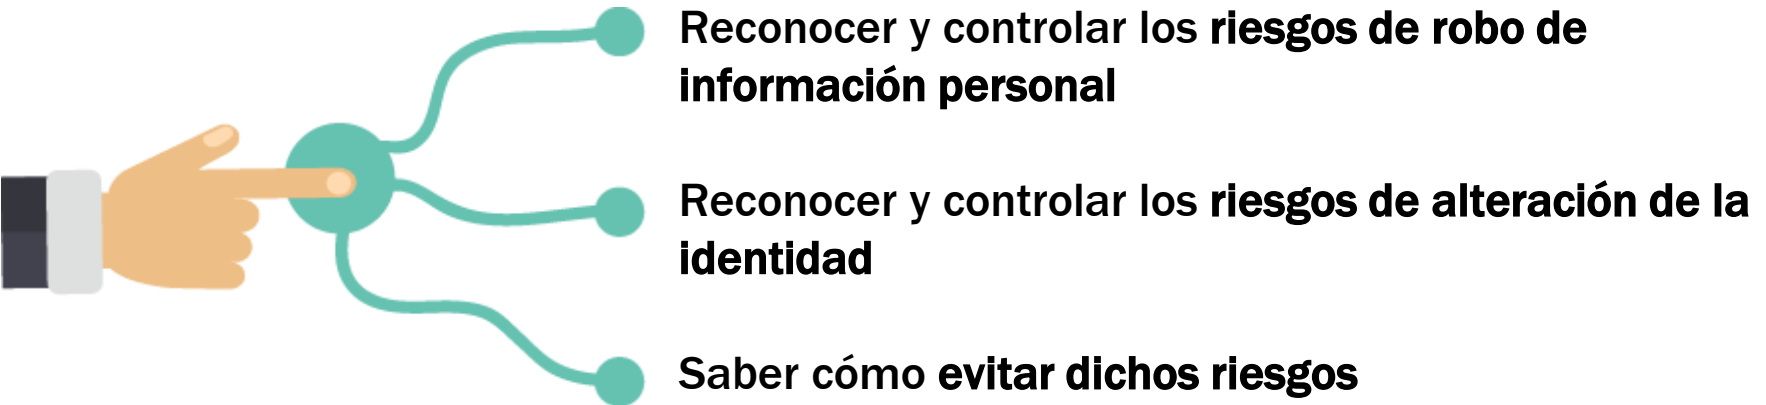 Reconocer y controlar los riesgos de robo de
información personal
Reconocer y controlar los riesgos de alteración de la
identidad
Saber cómo evitar dichos riesgos